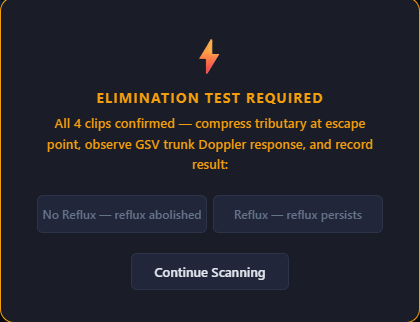 ELIMINATION TEST REQUIRED
All 4 clips confirmed — compress tributary at escape
point, observe GSV trunk Doppler response, and record
result:
No Reflux — reflux abolished
Reflux — reflux persists
Continue Scanning